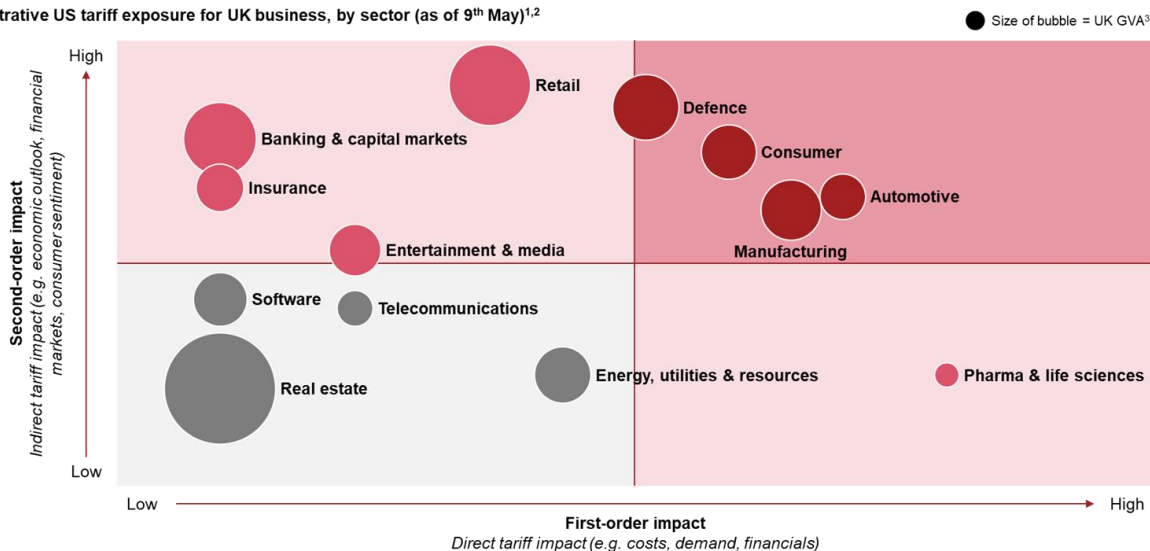 trative US tariff exposure for UK business, by sector (as of 9th May)1,2
Size of bubble = UK GVA3
High
Retail
Defence
Banking & capital markets
Consumer
Insurance
Automotive
Manufacturing
Entertainment & media
Software
Telecommunications
Energy, utilities & resources
Pharma & life sciences
Real estate
Second-order impact
Indirect tariff impact (e.g. economic outlook, financial
markets, consumer sentiment)
Low
Low
High
First-order impact
Direct tariff impact (e.g. costs, demand, financials)